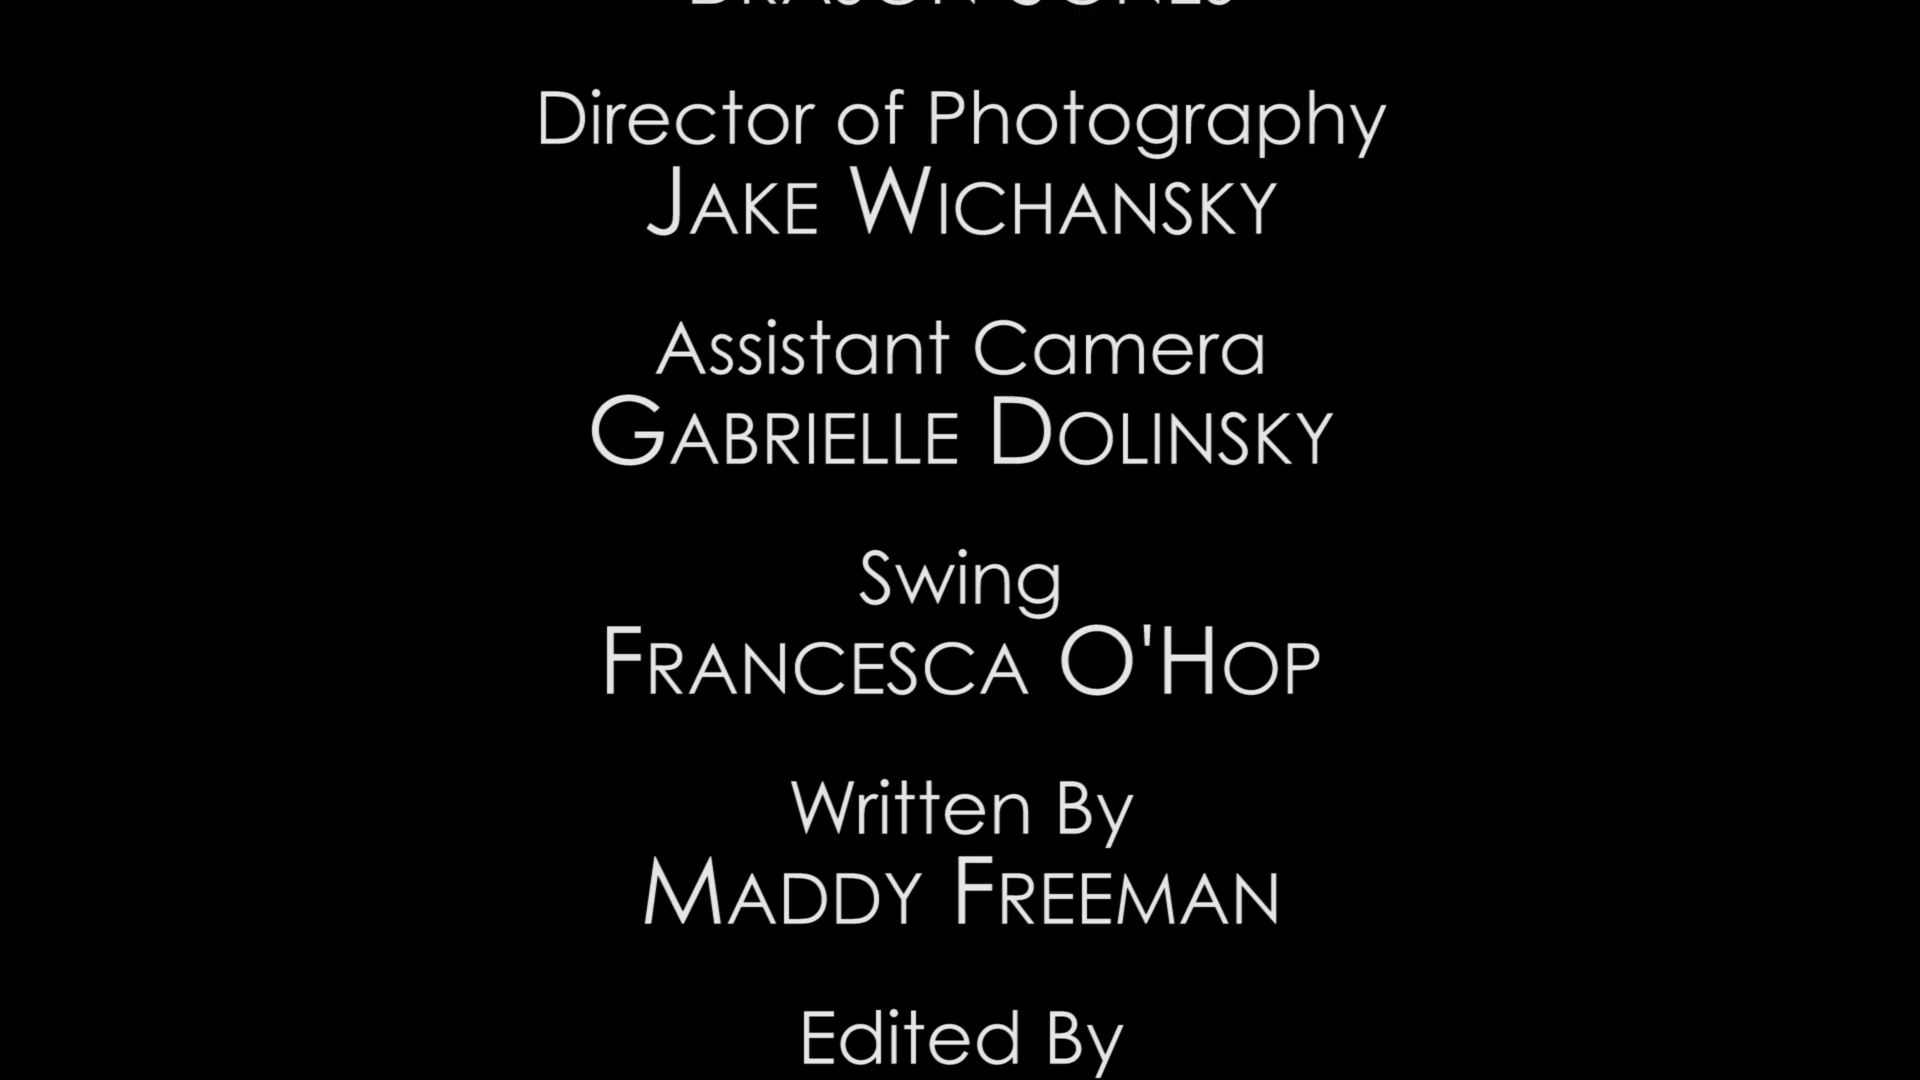 Director of Photography
JAKE WICHANSKY
Assistant Camera
GABRIELLE DOLINSKY
Swing
FRANCESCA O'HOP
Written By
MADDY FREEMAN
Edited By